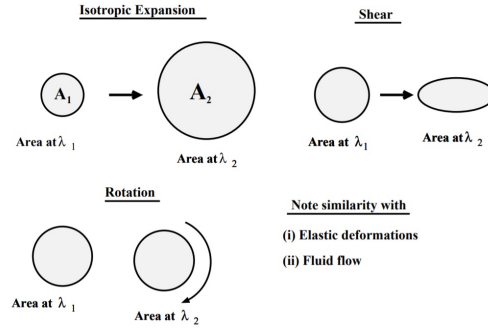 Isotropic Expansion
Shear
A₁
A₂
Area at λ ₁
Area at λ ₂
Area at λ₁
Area at λ ₂
Rotation
Note similarity with
(i) Elastic deformations
(ii) Fluid flow
Area at λ ₁
Area at λ ₂